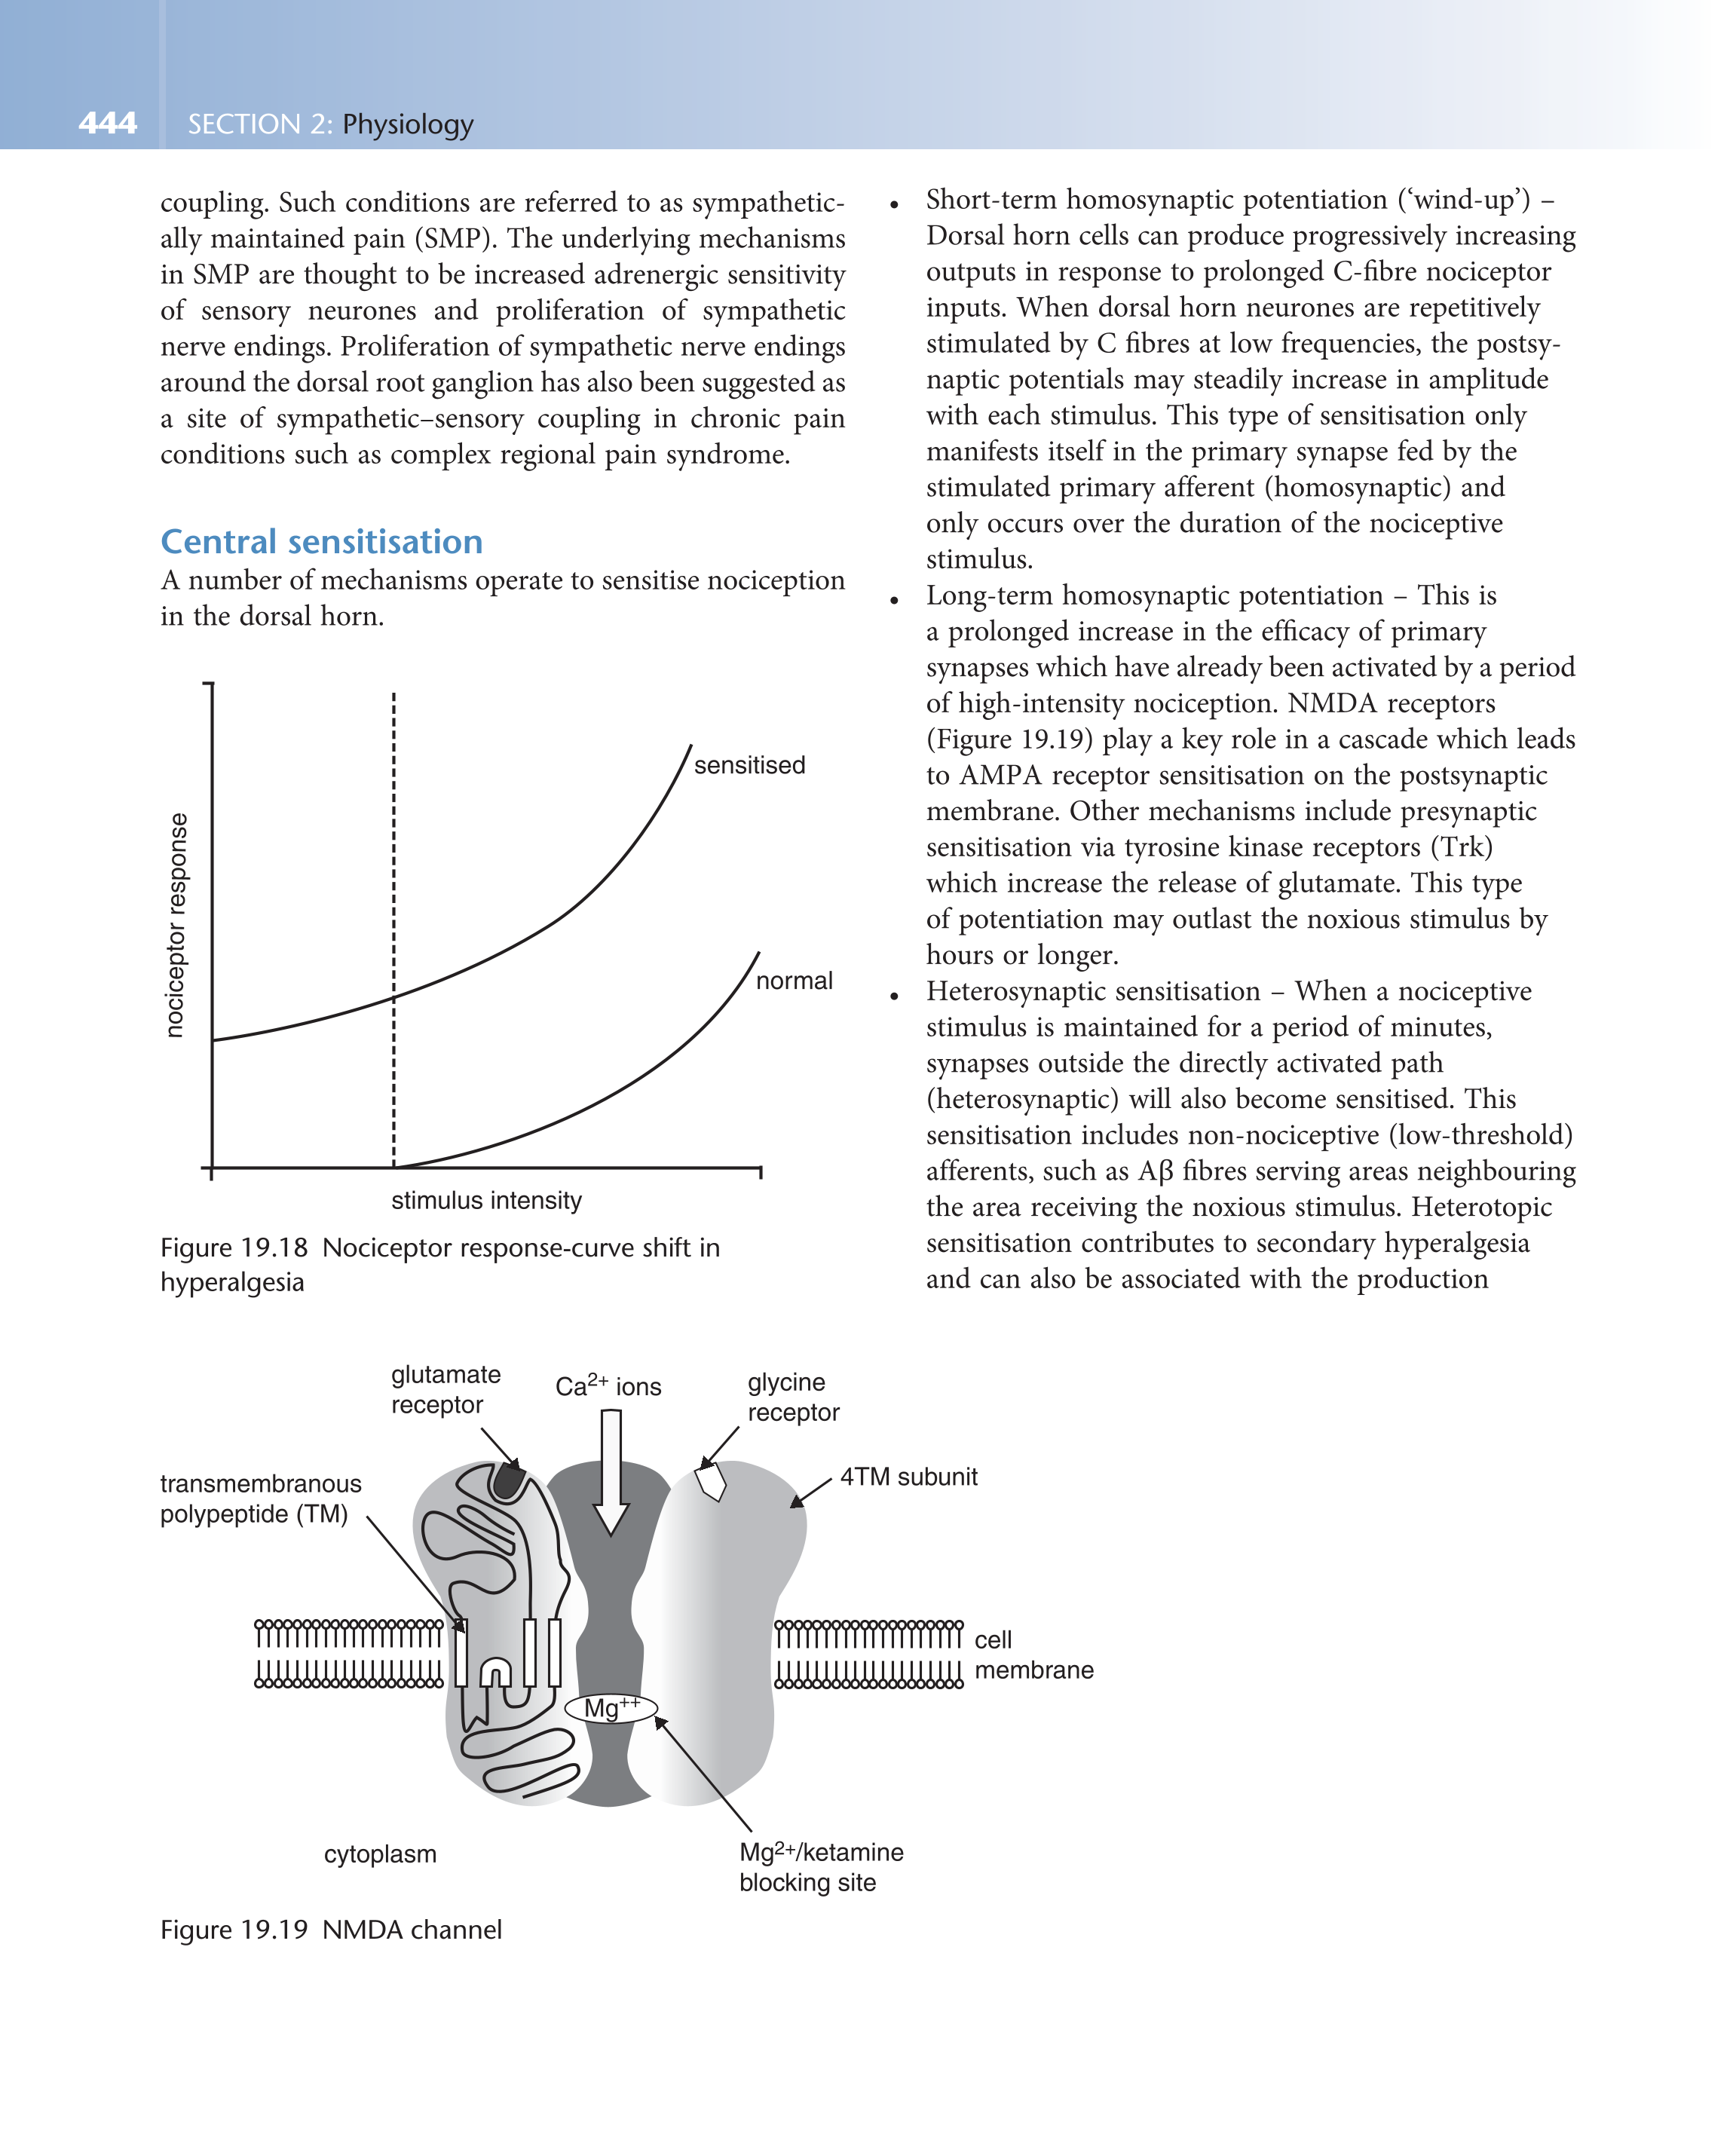 444 SECTION 2: Physiology
coupling. Such conditions are referred to as sympathetic-
ally maintained pain (SMP). The underlying mechanisms
in SMP are thought to be increased adrenergic sensitivity
of sensory neurones and proliferation of sympathetic
nerve endings. Proliferation of sympathetic nerve endings
around the dorsal root ganglion has also been suggested as
a site of sympathetic–sensory coupling in chronic pain
conditions such as complex regional pain syndrome.
Central sensitisation
A number of mechanisms operate to sensitise nociception
in the dorsal horn.
nociceptor response
sensitised
normal
stimulus intensity
Figure 19.18 Nociceptor response-curve shift in
hyperalgesia
• Short-term homosynaptic potentiation (‘wind-up’) –
Dorsal horn cells can produce progressively increasing
outputs in response to prolonged C-fibre nociceptor
inputs. When dorsal horn neurones are repetitively
stimulated by C fibres at low frequencies, the postsy-
naptic potentials may steadily increase in amplitude
with each stimulus. This type of sensitisation only
manifests itself in the primary synapse fed by the
stimulated primary afferent (homosynaptic) and
only occurs over the duration of the nociceptive
stimulus.
• Long-term homosynaptic potentiation – This is
a prolonged increase in the efficacy of primary
synapses which have already been activated by a period
of high-intensity nociception. NMDA receptors
(Figure 19.19) play a key role in a cascade which leads
to AMPA receptor sensitisation on the postsynaptic
membrane. Other mechanisms include presynaptic
sensitisation via tyrosine kinase receptors (Trk)
which increase the release of glutamate. This type
of potentiation may outlast the noxious stimulus by
hours or longer.
• Heterosynaptic sensitisation – When a nociceptive
stimulus is maintained for a period of minutes,
synapses outside the directly activated path
(heterosynaptic) will also become sensitised. This
sensitisation includes non-nociceptive (low-threshold)
afferents, such as Aβ fibres serving areas neighbouring
the area receiving the noxious stimulus. Heterotopic
sensitisation contributes to secondary hyperalgesia
and can also be associated with the production
glutamate
receptor
Ca²⁺ ions
glycine
receptor
transmembranous
polypeptide (TM)
4TM subunit
cell
membrane
Mg⁺⁺
cytoplasm
Mg²⁺/ketamine
blocking site
Figure 19.19 NMDA channel